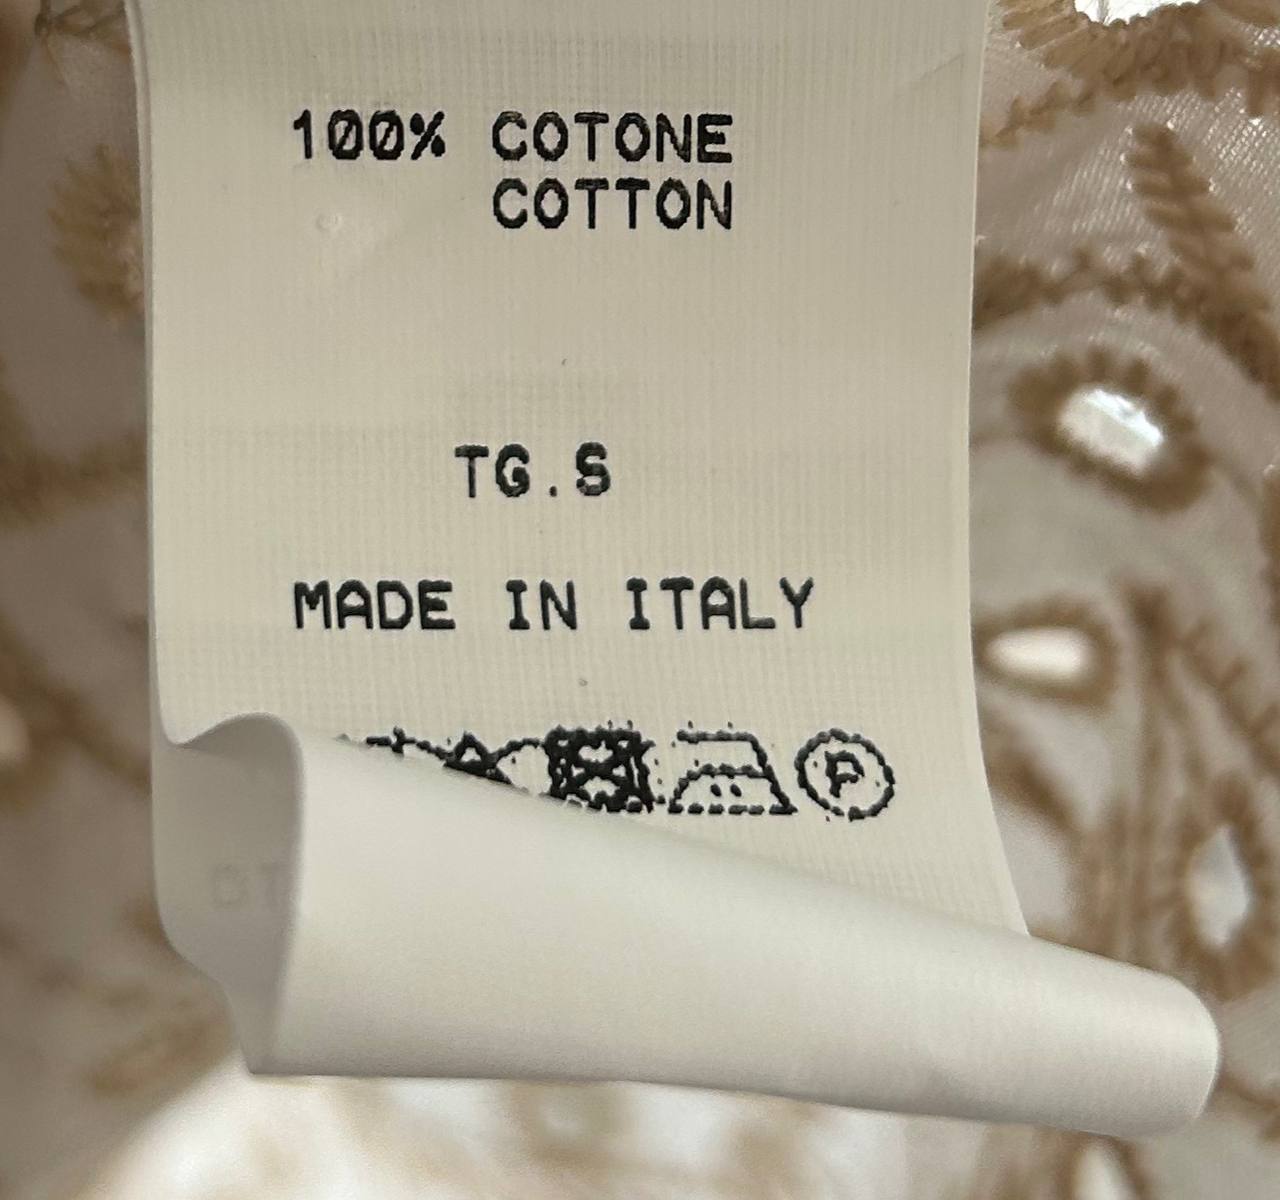 100% COTONE
COTTON
TG.S
MADE IN ITALY
P